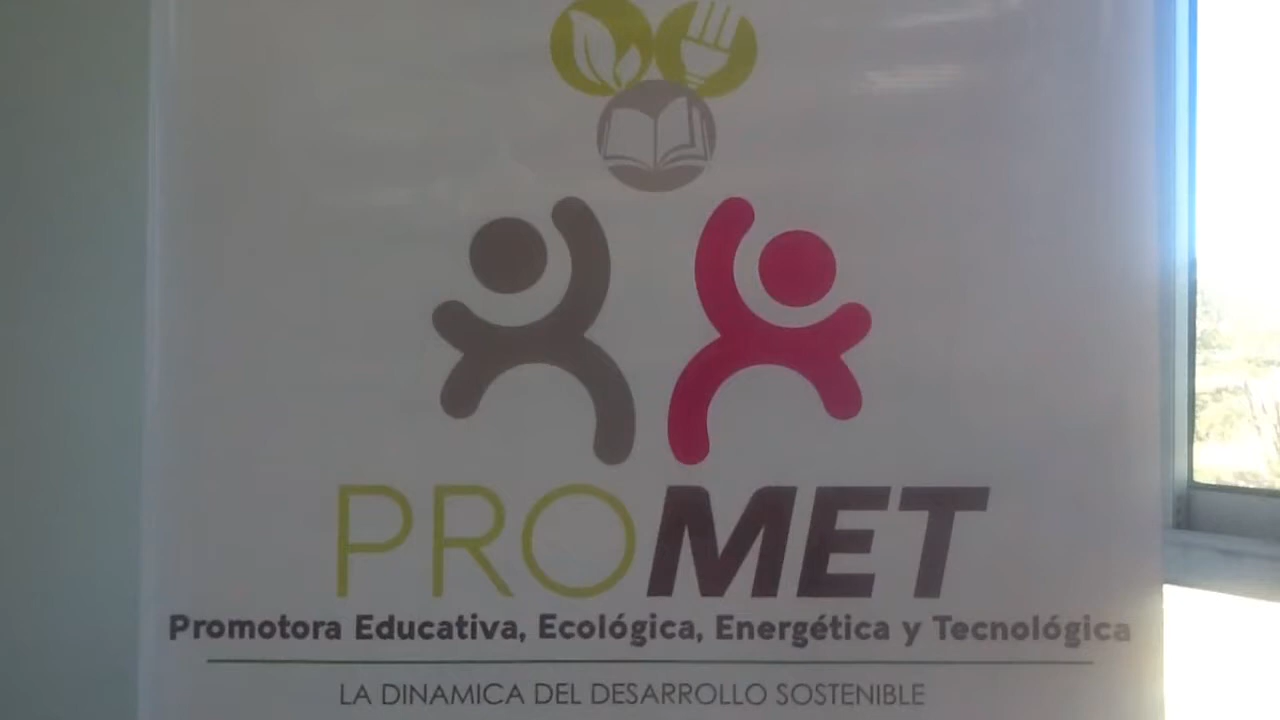 PROMET
Promotora Educativa, Ecológica, Energética y Tecnológica
LA DINAMICA DEL DESARROLLO SOSTENIBLE